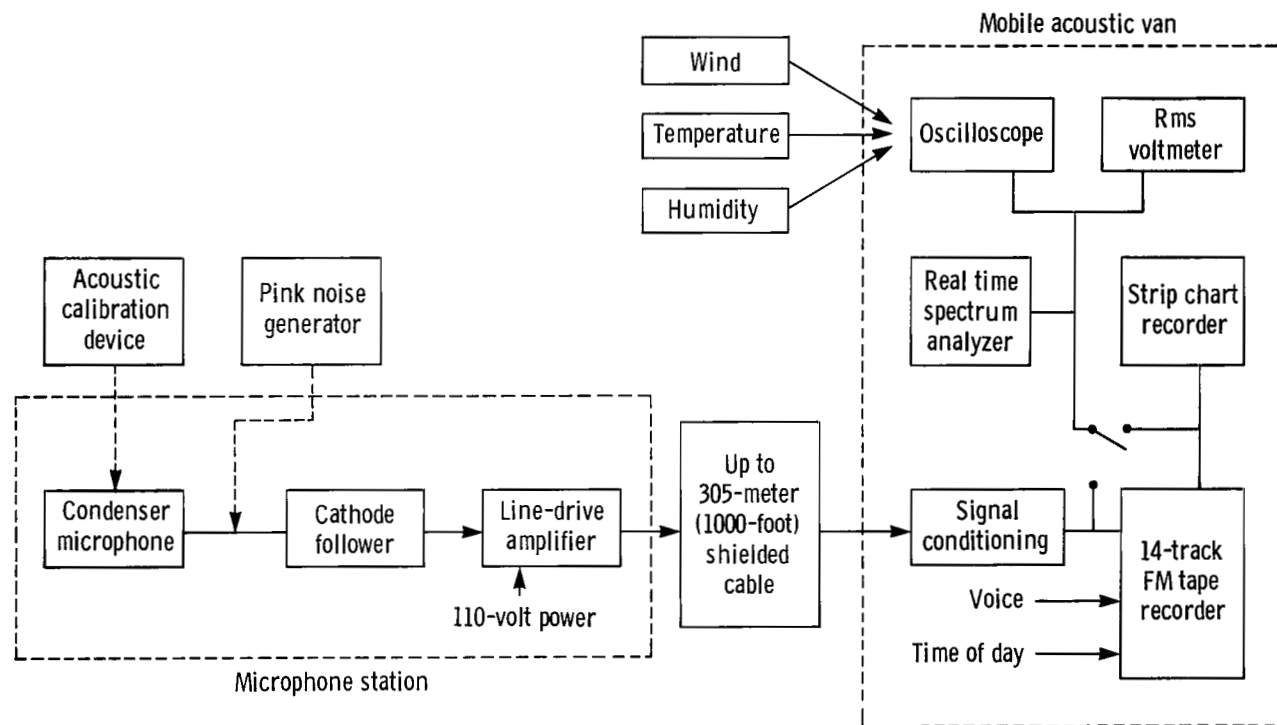 Mobile acoustic van
Wind
Temperature
Humidity
Oscilloscope
Rms
voltmeter
Real time
spectrum
analyzer
Strip chart
recorder
Acoustic
calibration
device
Pink noise
generator
Condenser
microphone
Cathode
follower
Line-drive
amplifier
110-volt power
Microphone station
Up to
305-meter
(1000-foot)
shielded
cable
Signal
conditioning
Voice
Time of day
14-track
FM tape
recorder